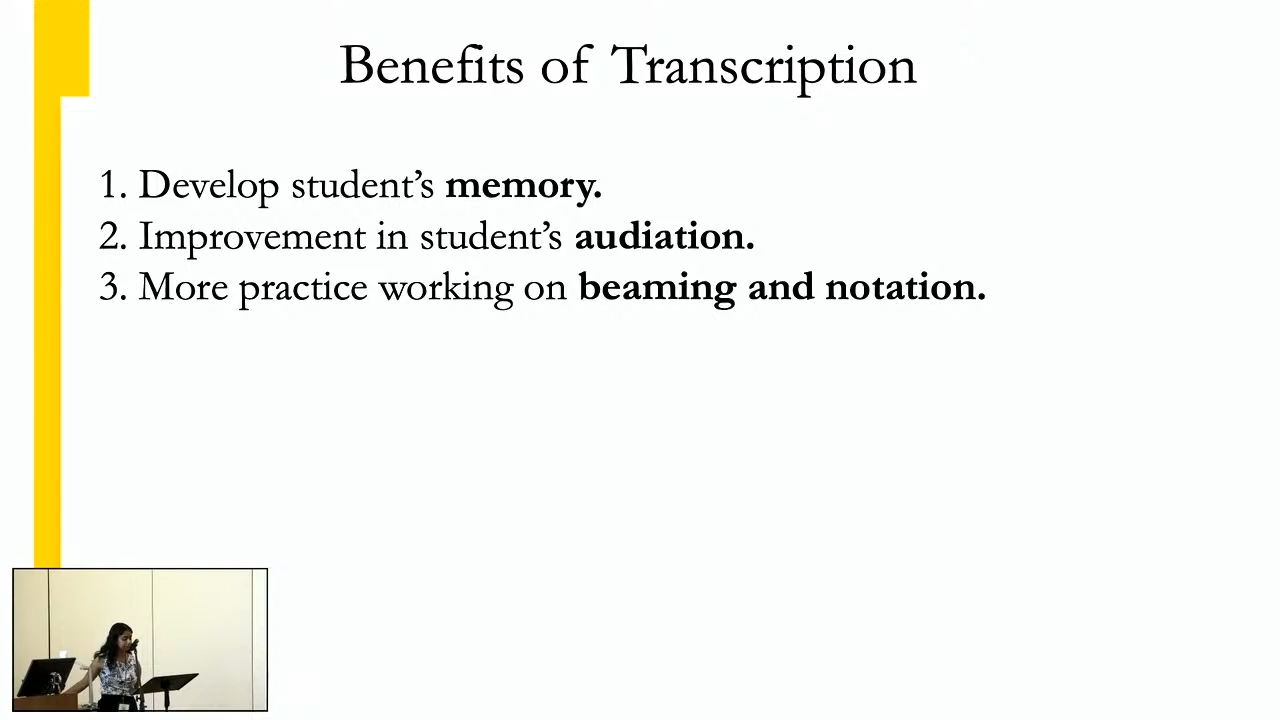 Benefits of Transcription
1. Develop student’s memory.
2. Improvement in student’s audiation.
3. More practice working on beaming and notation.